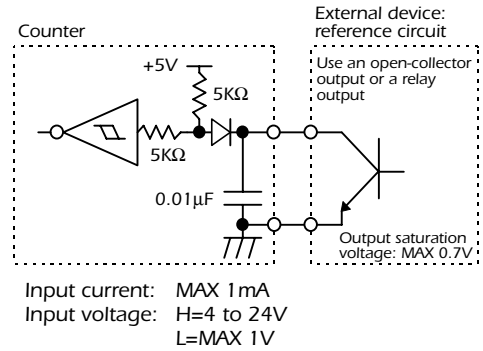 Counter
External device:
reference circuit
Use an open-collector
output or a relay
output
+5V
5KΩ
5KΩ
0.01µF
Output saturation
voltage: MAX 0.7V
Input current: MAX 1mA
Input voltage: H=4 to 24V
L=MAX 1V